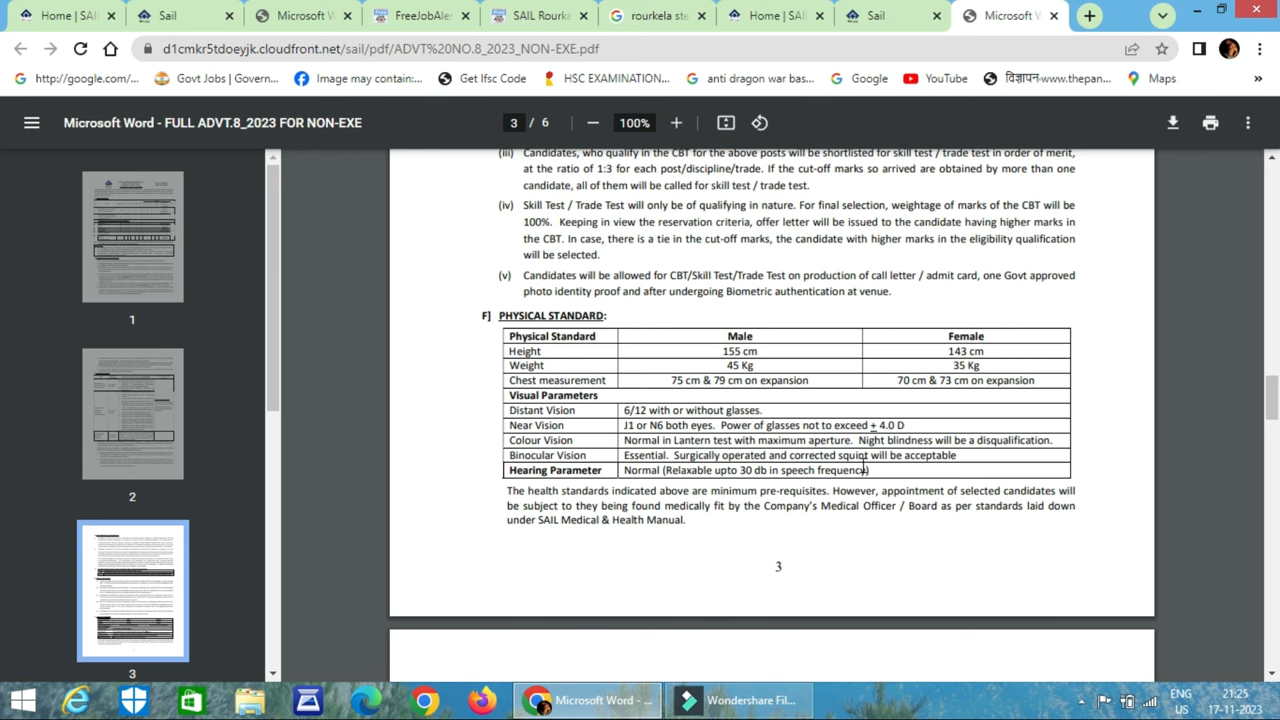 Home | SAIL
Sail
Microsoft W
FreeJobAler
SAIL Rourke
rourkela ste
Home | SAIL
Sail
Microsoft W
d1cmkr5tdoeyjk.cloudfront.net/sail/pdf/ADVT%20NO.8_2023_NON-EXE.pdf
http://google.com/...
Govt Jobs | Govern...
Image may contain:...
Get Ifsc Code
HSC EXAMINATION...
anti dragon war bas...
Google
YouTube
विज्ञापन-www.thepan...
Maps
»
Microsoft Word - FULL ADVT.8_2023 FOR NON-EXE
3 / 6
100%
1
2
3
(iii) Candidates, who qualify in the CBT for the above posts will be shortlisted for skill test / trade test in order of merit,
at the ratio of 1:3 for each post/discipline/trade. If the cut-off marks so arrived are obtained by more than one
candidate, all of them will be called for skill test / trade test.
(iv) Skill Test / Trade Test will only be of qualifying in nature. For final selection, weightage of marks of the CBT will be
100%. Keeping in view the reservation criteria, offer letter will be issued to the candidate having higher marks in
the CBT. In case, there is a tie in the cut-off marks, the candidate with higher marks in the eligibility qualification
will be selected.
(v) Candidates will be allowed for CBT/Skill Test/Trade Test on production of call letter / admit card, one Govt approved
photo identity proof and after undergoing Biometric authentication at venue.
F] PHYSICAL STANDARD:
Physical Standard Male Female
Height 155 cm 143 cm
Weight 45 Kg 35 Kg
Chest measurement 75 cm & 79 cm on expansion 70 cm & 73 cm on expansion
Visual Parameters
Distant Vision 6/12 with or without glasses.
Near Vision J1 or N6 both eyes. Power of glasses not to exceed ± 4.0 D
Colour Vision Normal in Lantern test with maximum aperture. Night blindness will be a disqualification.
Binocular Vision Essential. Surgically operated and corrected squint will be acceptable
Hearing Parameter Normal (Relaxable upto 30 db in speech frequency)
The health standards indicated above are minimum pre-requisites. However, appointment of selected candidates will
be subject to they being found medically fit by the Company's Medical Officer / Board as per standards laid down
under SAIL Medical & Health Manual.
3
Microsoft Word - ...
Wondershare Fil...
ENG
US
21:25
17-11-2023